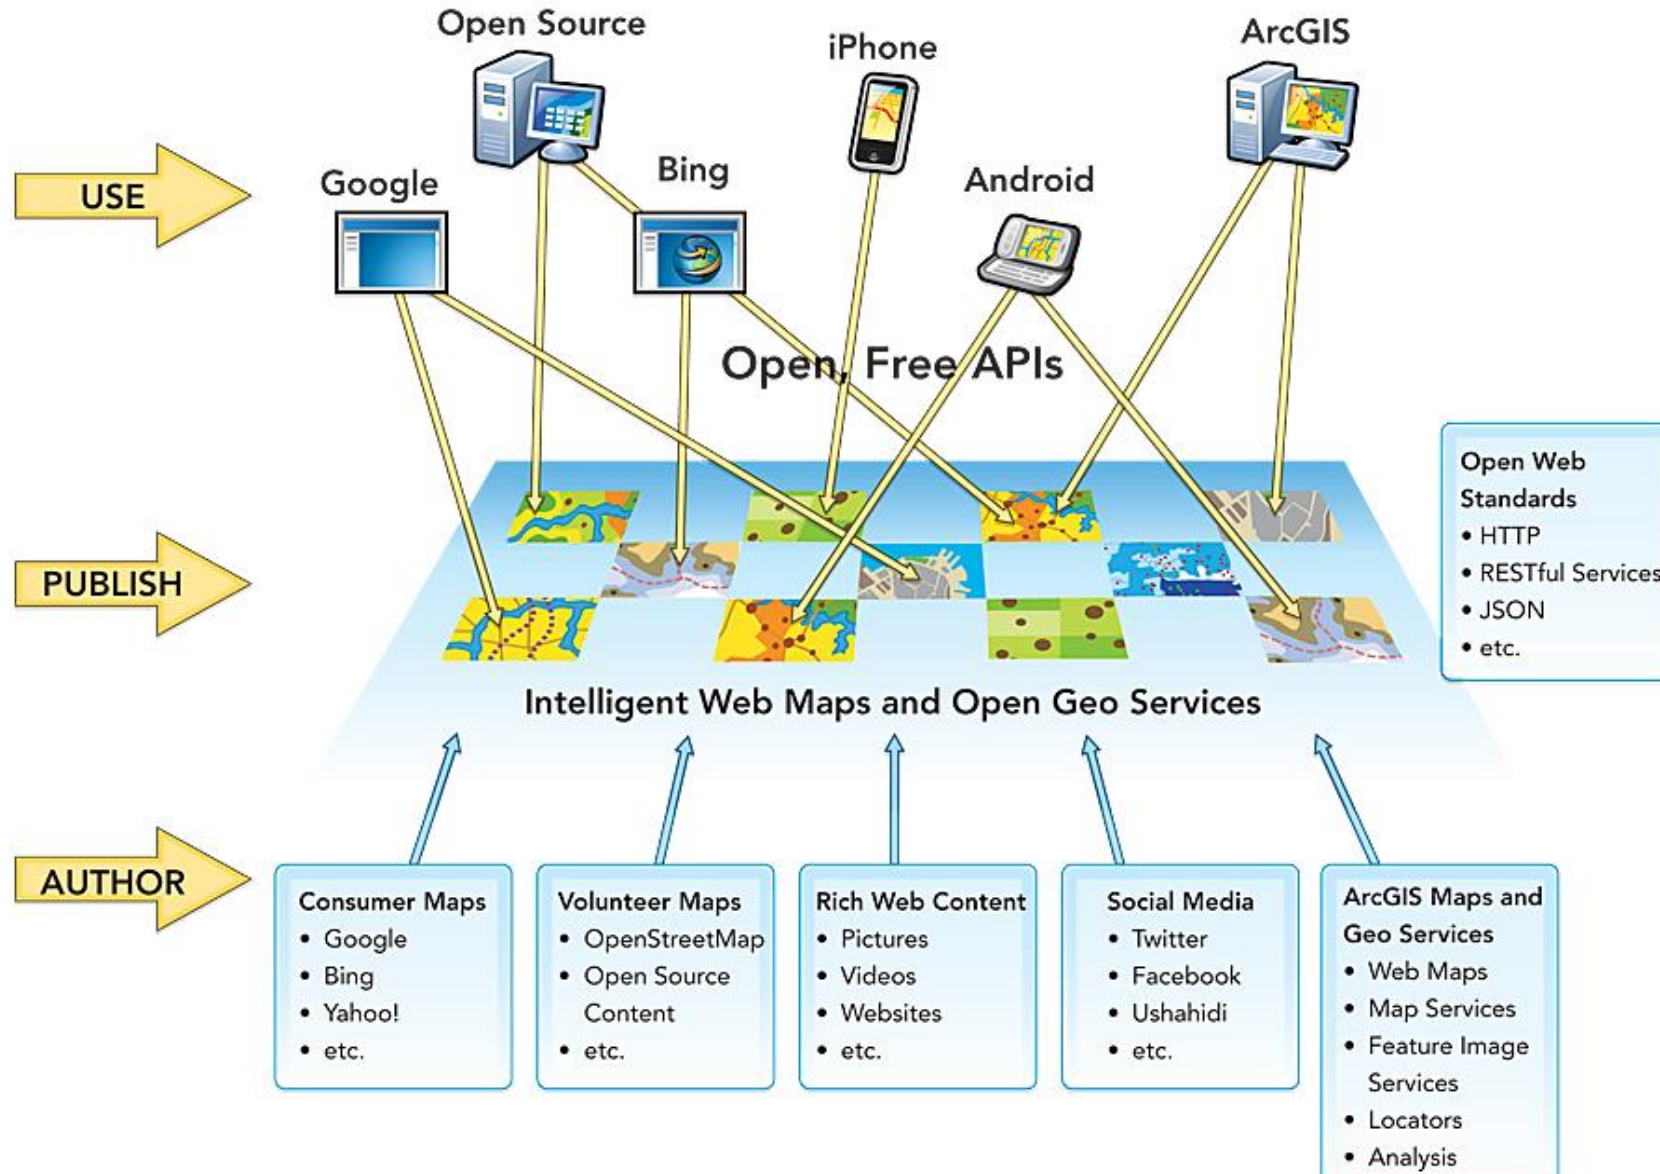 Open Source
iPhone
ArcGIS
USE
Google
Bing
Android
Open, Free APIs
PUBLISH
Open Web
Standards
• HTTP
• RESTful Services
• JSON
• etc.
Intelligent Web Maps and Open Geo Services
AUTHOR
Consumer Maps
• Google
• Bing
• Yahoo!
• etc.
Volunteer Maps
• OpenStreetMap
• Open Source
Content
• etc.
Rich Web Content
• Pictures
• Videos
• Websites
• etc.
Social Media
• Twitter
• Facebook
• Ushahidi
• etc.
ArcGIS Maps and
Geo Services
• Web Maps
• Map Services
• Feature Image
Services
• Locators
• Analysis